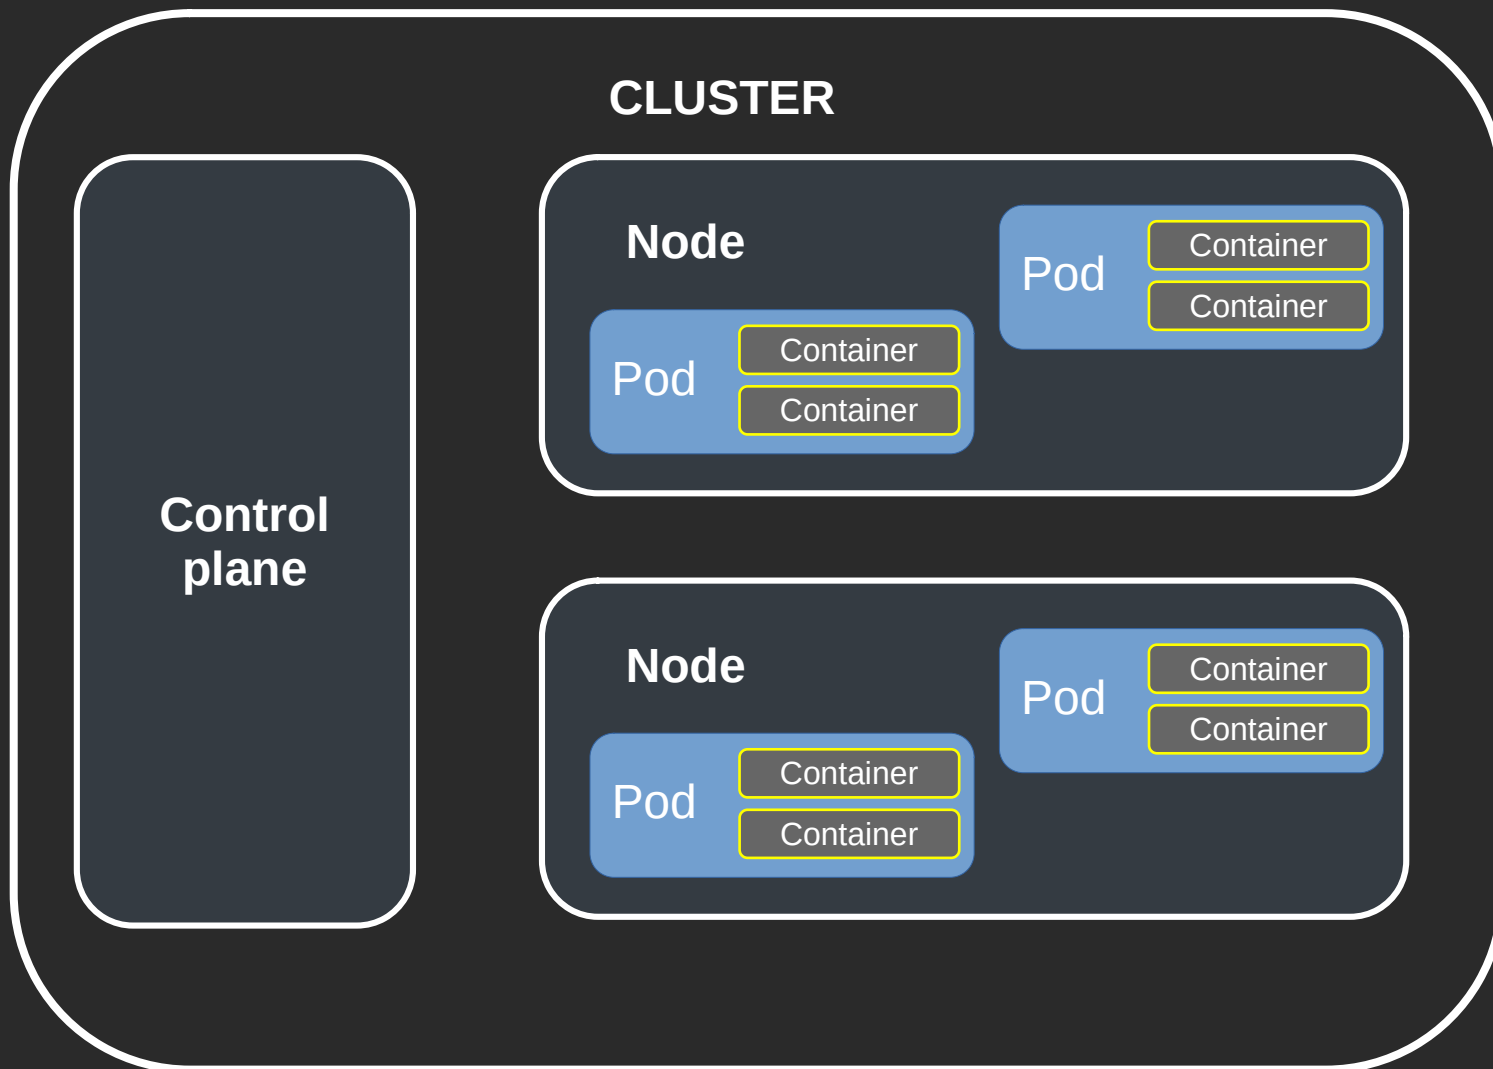 CLUSTER
Control
plane
Node
Pod
Container
Container
Pod
Container
Container
Node
Pod
Container
Container
Pod
Container
Container